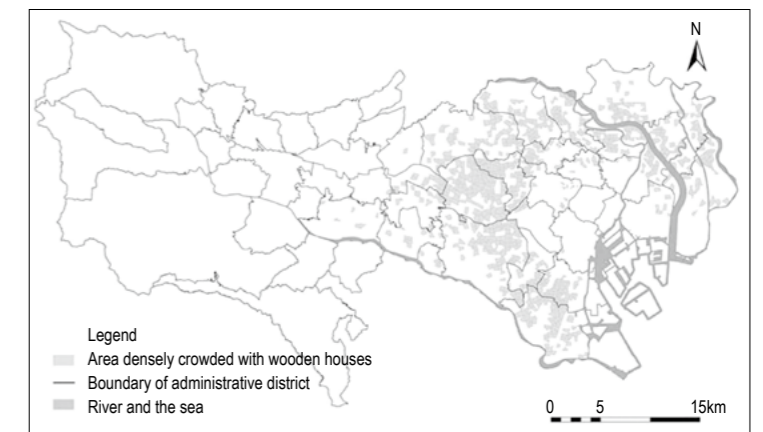 N
Legend
Area densely crowded with wooden houses
Boundary of administrative district
River and the sea
0 5 15km